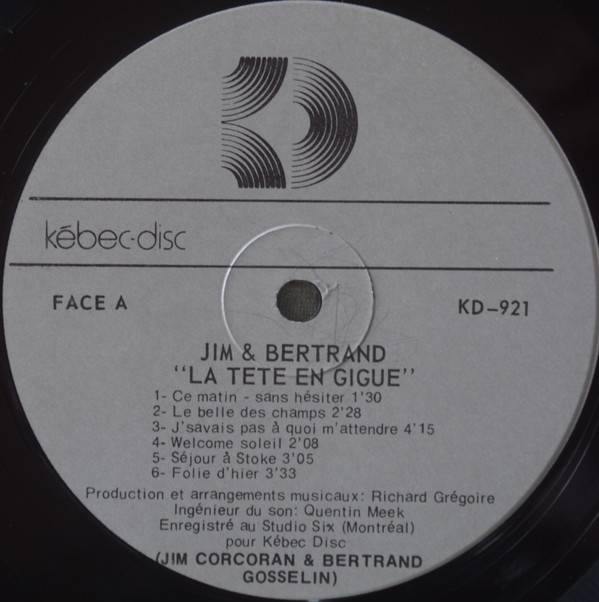 kébec-disc
FACE A
KD-921
JIM & BERTRAND
"LA TETE EN GIGUE"
1- Ce matin - sans hésiter 1'30
2- Le belle des champs 2'28
3- J'savais pas à quoi m'attendre 4'15
4- Welcome soleil 2'08
5- Séjour à Stoke 3'05
6- Folie d'hier 3'33
Production et arrangements musicaux: Richard Grégoire
Ingénieur du son: Quentin Meek
Enregistré au Studio Six (Montréal)
pour Kébec Disc
(JIM CORCORAN & BERTRAND
GOSSELIN)